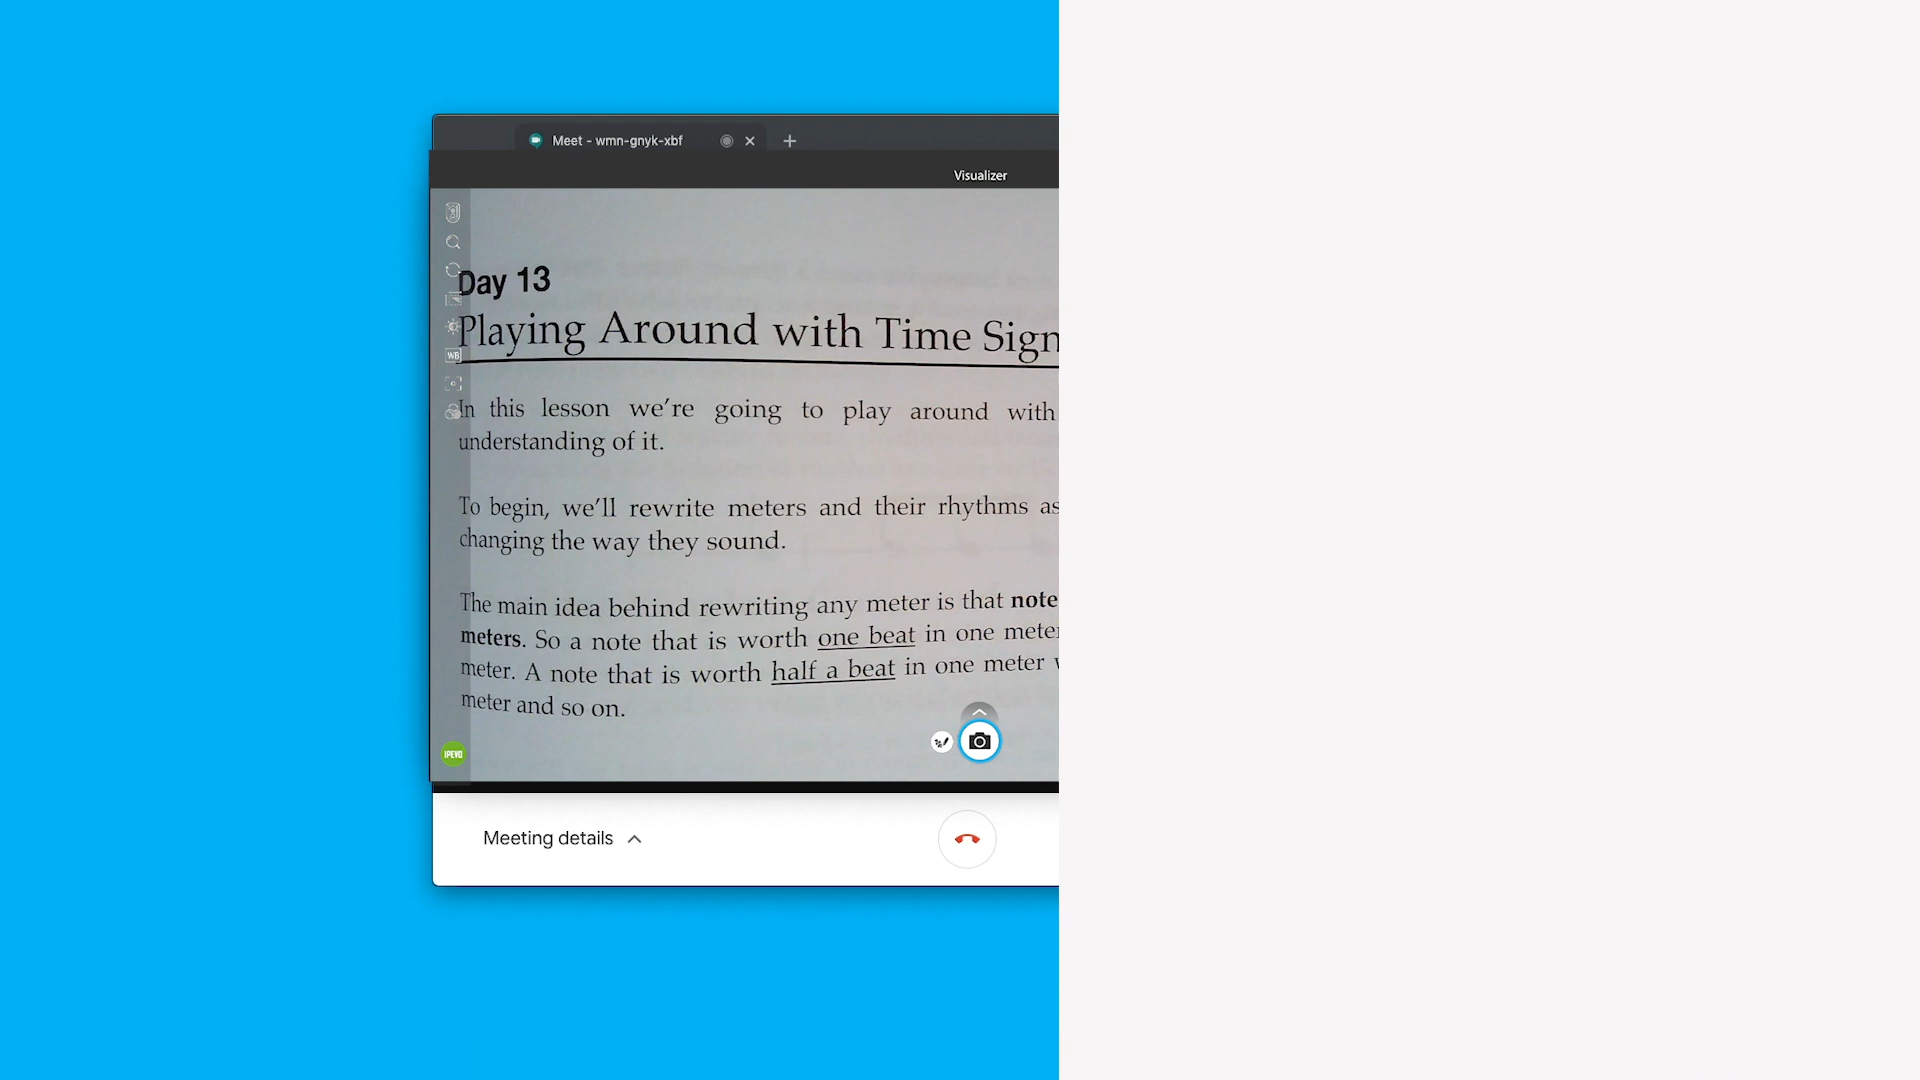 Meet - wmn-gnyk-xbf
Visualizer
Day 13
Playing Around with Time Sign
In this lesson we're going to play around with
understanding of it.
To begin, we'll rewrite meters and their rhythms as
changing the way they sound.
The main idea behind rewriting any meter is that note
meters. So a note that is worth one beat in one meter
meter. A note that is worth half a beat in one meter
meter and so on.
WB
IPEVO
Meeting details